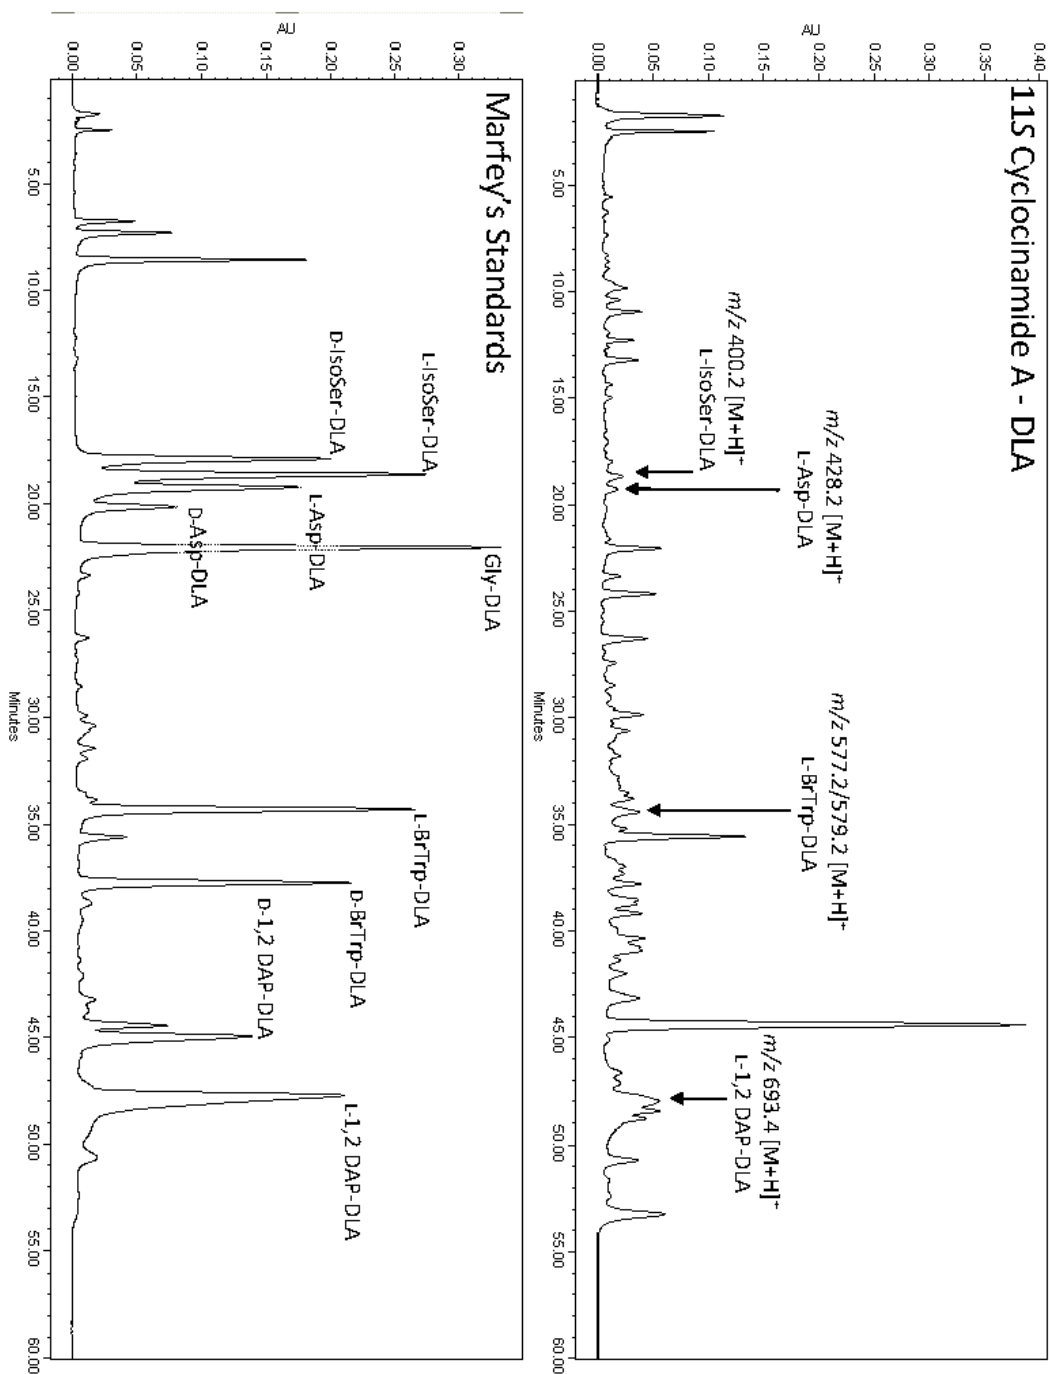 11S Cyclocinamide A - DLA
AU
0.40
0.35
0.30
0.25
0.20
0.15
0.10
0.05
0.00
m/z 400.2 [M+H]+
L-IsoSer-DLA
m/z 428.2 [M+H]+
L-Asp-DLA
m/z 577.2/579.2 [M+H]+
L-BrTrp-DLA
m/z 693.4 [M+H]+
L-1,2 DAP-DLA
5.00 10.00 15.00 20.00 25.00 30.00 35.00 40.00 45.00 50.00 55.00 60.00
Minutes
Marfey's Standards
AU
0.30
0.25
0.20
0.15
0.10
0.05
0.00
Gly-DLA
L-IsoSer-DLA
D-IsoSer-DLA
L-Asp-DLA
D-Asp-DLA
L-BrTrp-DLA
D-BrTrp-DLA
D-1,2 DAP-DLA
L-1,2 DAP-DLA
5.00 10.00 15.00 20.00 25.00 30.00 35.00 40.00 45.00 50.00 55.00 60.00
Minutes